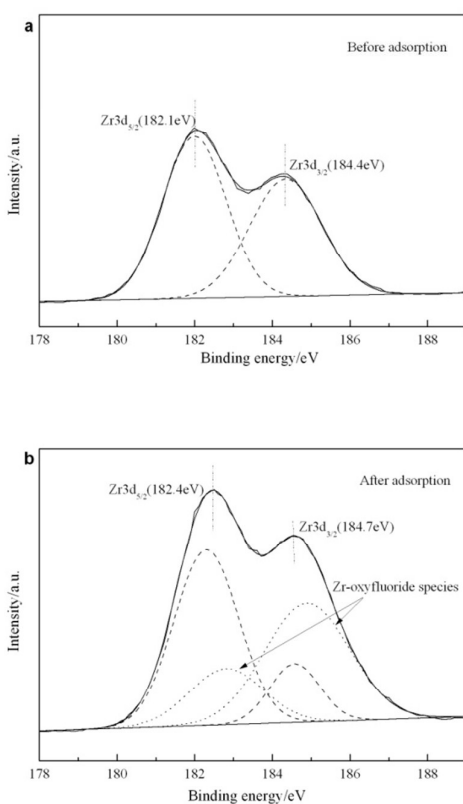 a
Before adsorption
Zr3d5/2(182.1eV)
Zr3d3/2(184.4eV)
Intensity/a.u.
178 180 182 184 186 188
Binding energy/eV
b
After adsorption
Zr3d5/2(182.4eV)
Zr3d3/2(184.7eV)
Zr-oxyfluoride species
Intensity/a.u.
178 180 182 184 186 188
Binding energy/eV